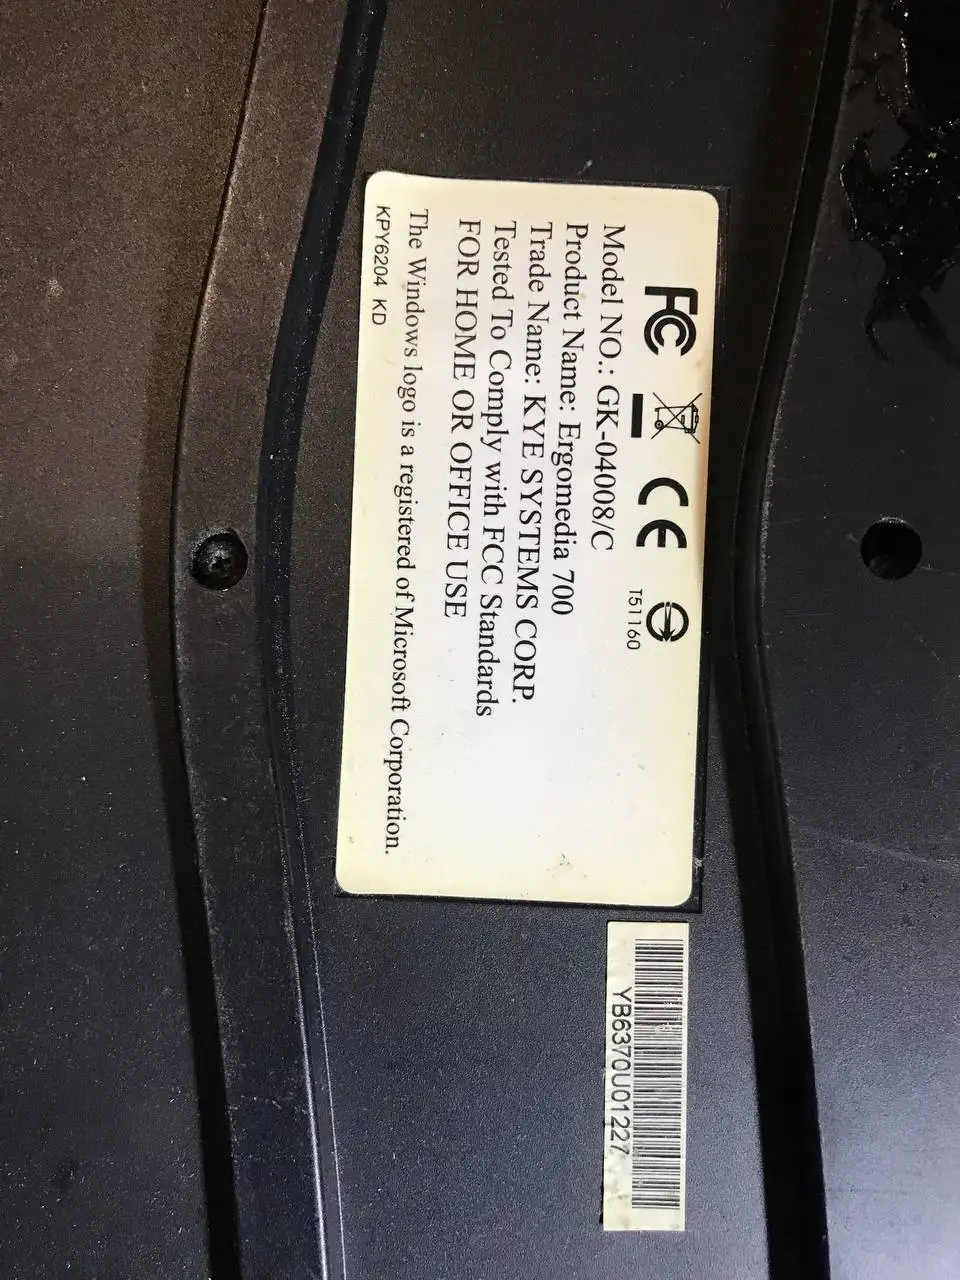 FC CE
T51160
Model NO.: GK-04008/C
Product Name: Ergomedia 700
Trade Name: KYE SYSTEMS CORP.
Tested To Comply with FCC Standards
FOR HOME OR OFFICE USE
The Windows logo is a registered of Microsoft Corporation.
KPY6204 KD
YB6370U01227